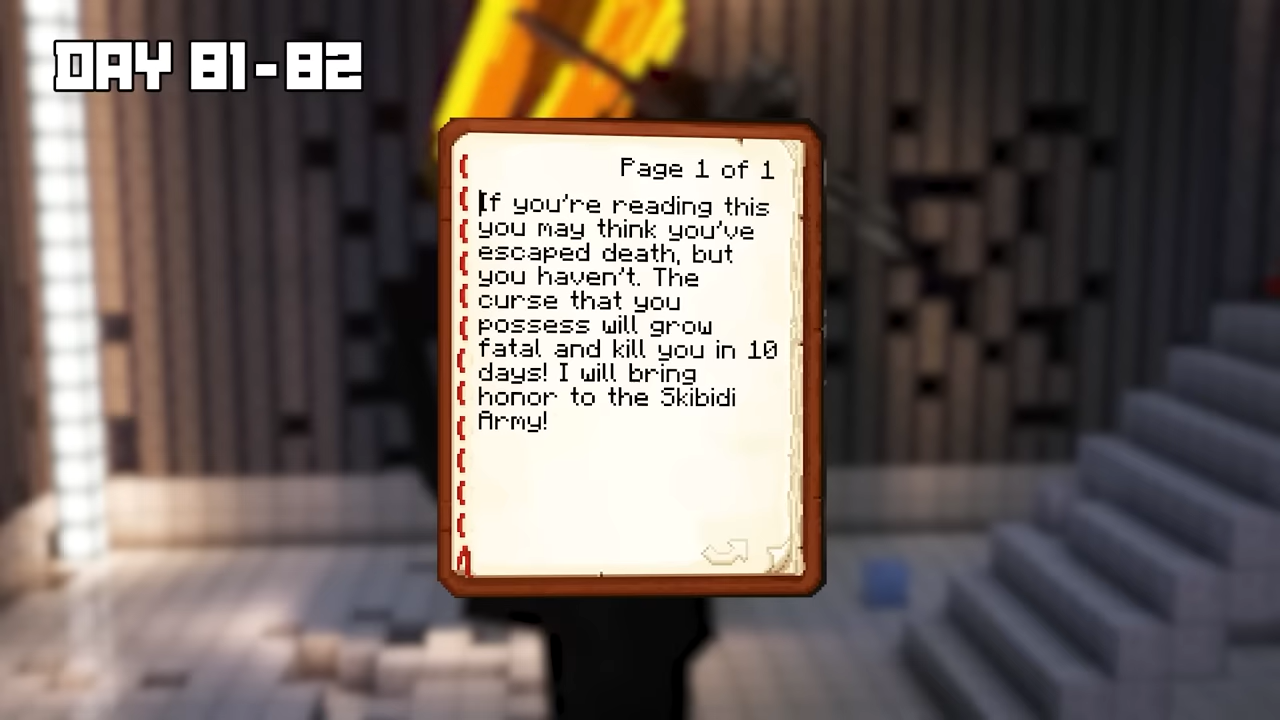 DAY 81-82
Page 1 of 1
If you're reading this
you may think you've
escaped death, but
you haven't. The
curse that you
possess will grow
fatal and kill you in 10
days! I will bring
honor to the Skibidi
Army!